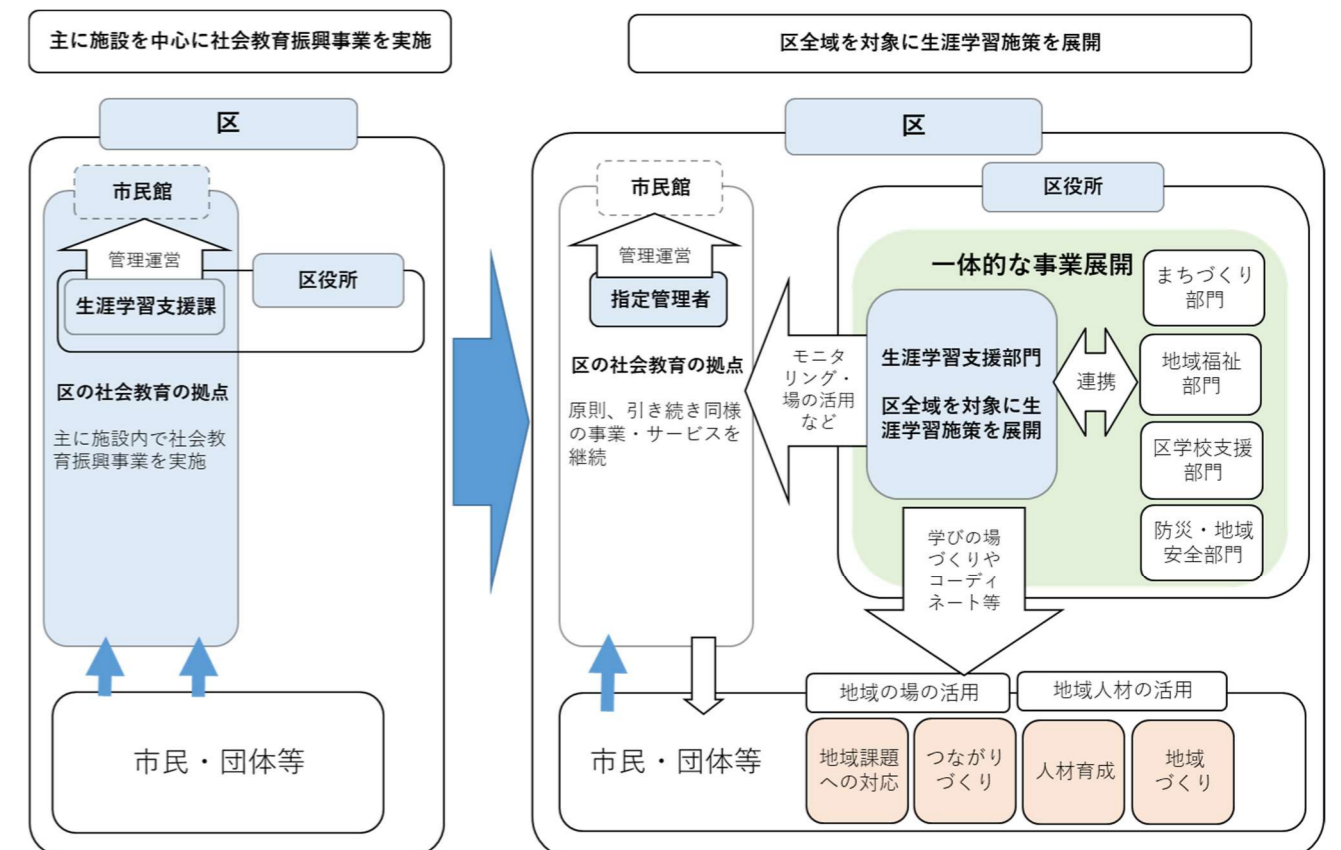 主に施設を中心に社会教育振興事業を実施
区
市民館
管理運営
区役所
生涯学習支援課
区の社会教育の拠点
主に施設内で社会教
育振興事業を実施
市民・団体等
区全域を対象に生涯学習施策を展開
区
市民館
管理運営
指定管理者
区の社会教育の拠点
原則、引き続き同様
の事業・サービスを
継続
モニタ
リング・
場の活用
など
区役所
一体的な事業展開
生涯学習支援部門
区全域を対象に生
涯学習施策を展開
連携
まちづくり
部門
地域福祉
部門
区学校支援
部門
防災・地域
安全部門
学びの場
づくりや
コーディ
ネート等
市民・団体等
地域の場の活用
地域人材の活用
地域課題
への対応
つながり
づくり
人材育成
地域
づくり